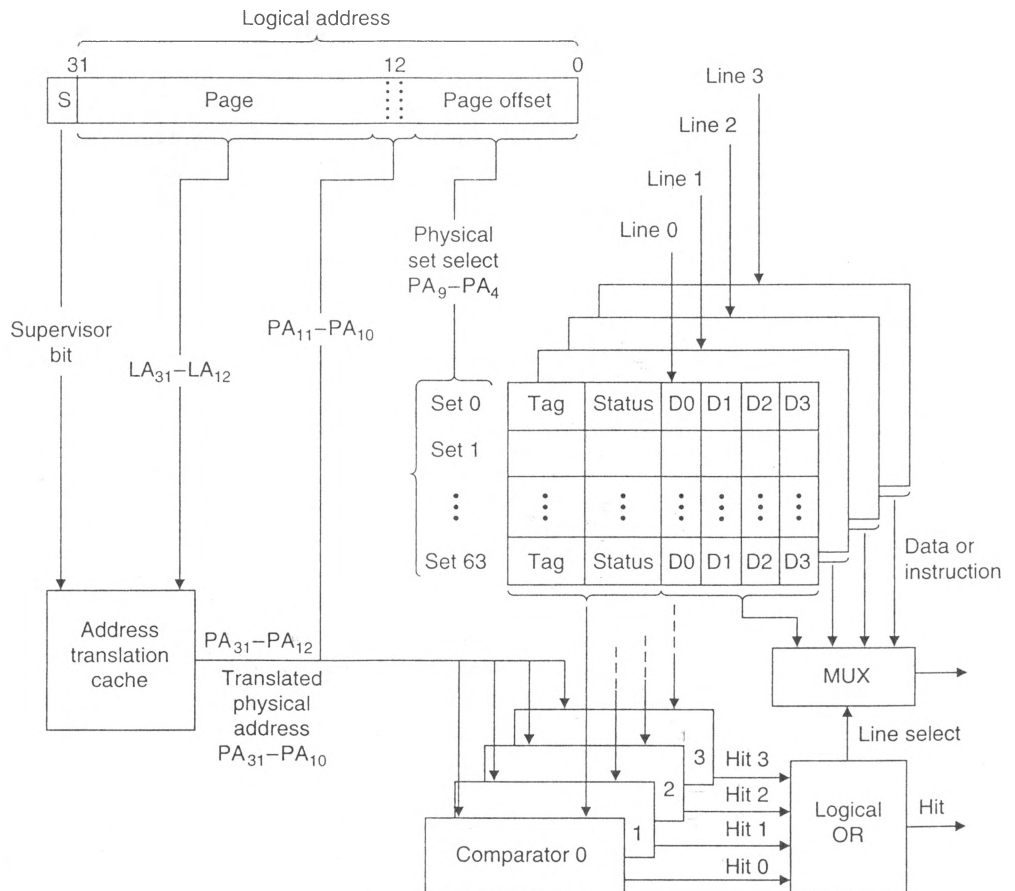 Logical address
31 12 0
S Page Page offset
Line 3
Line 2
Line 1
Line 0
Physical
set select
PA₉–PA₄
Supervisor
bit
PA₁₁–PA₁₀
LA₃₁–LA₁₂
Set 0 Tag Status D0 D1 D2 D3
Set 1
Set 63 Tag Status D0 D1 D2 D3
Data or
instruction
Address
translation
cache
PA₃₁–PA₁₂
Translated
physical
address
PA₃₁–PA₁₀
MUX
Line select
3
2
1
Comparator 0
Hit 3
Hit 2
Hit 1
Hit 0
Logical
OR
Hit